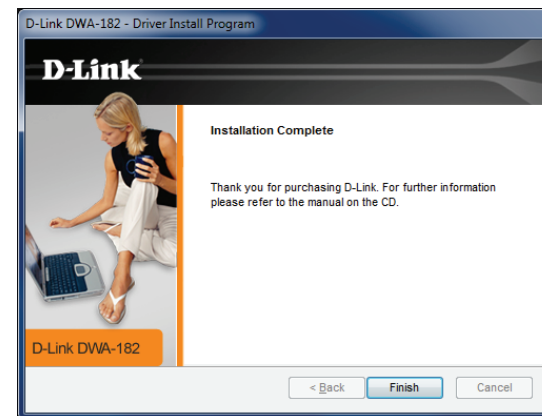 D-Link DWA-182 - Driver Install Program
D-Link
Installation Complete
Thank you for purchasing D-Link. For further information
please refer to the manual on the CD.
D-Link DWA-182
< Back
Finish
Cancel